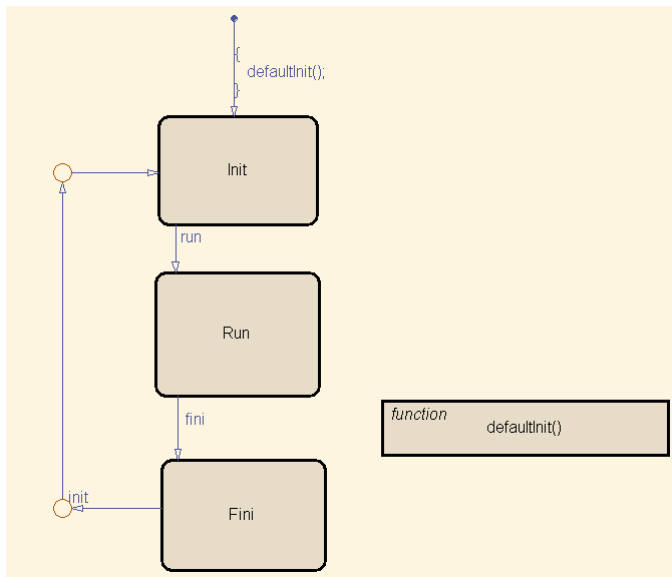 {
defaultInit();
}
Init
run
Run
fini
function
defaultInit()
init
Fini